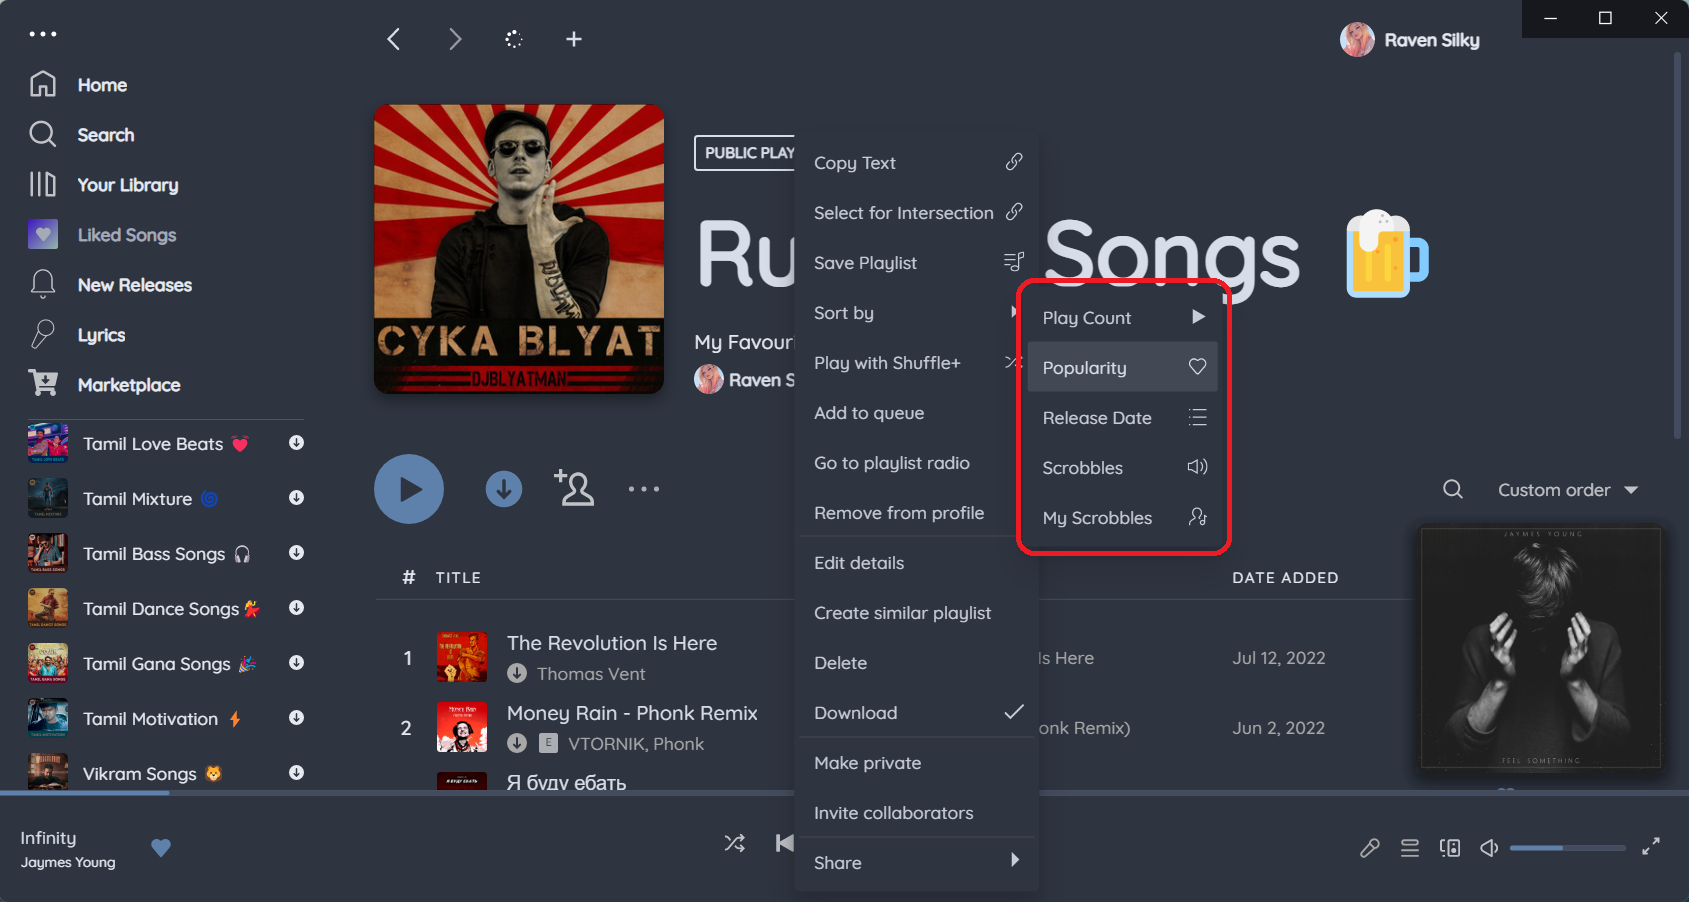 Raven Silky
Home
Search
Your Library
Liked Songs
New Releases
Lyrics
Marketplace
Tamil Love Beats
Tamil Mixture
Tamil Bass Songs
Tamil Dance Songs
Tamil Gana Songs
Tamil Motivation
Vikram Songs
CYKA BLYAT
DJBLYATMAN
PUBLIC PLAY
Ru Songs
My Favouri
Raven S
Copy Text
Select for Intersection
Save Playlist
Sort by
Play with Shuffle+
Add to queue
Go to playlist radio
Remove from profile
Edit details
Create similar playlist
Delete
Download
Make private
Invite collaborators
Share
Play Count
Popularity
Release Date
Scrobbles
My Scrobbles
Custom order
# TITLE DATE ADDED
1 The Revolution Is Here Is Here Jul 12, 2022
Thomas Vent
2 Money Rain - Phonk Remix onk Remix) Jun 2, 2022
E VTORNIK, Phonk
Я буду ебать
JAYMES YOUNG
FEEL SOMETHING
Infinity
Jaymes Young